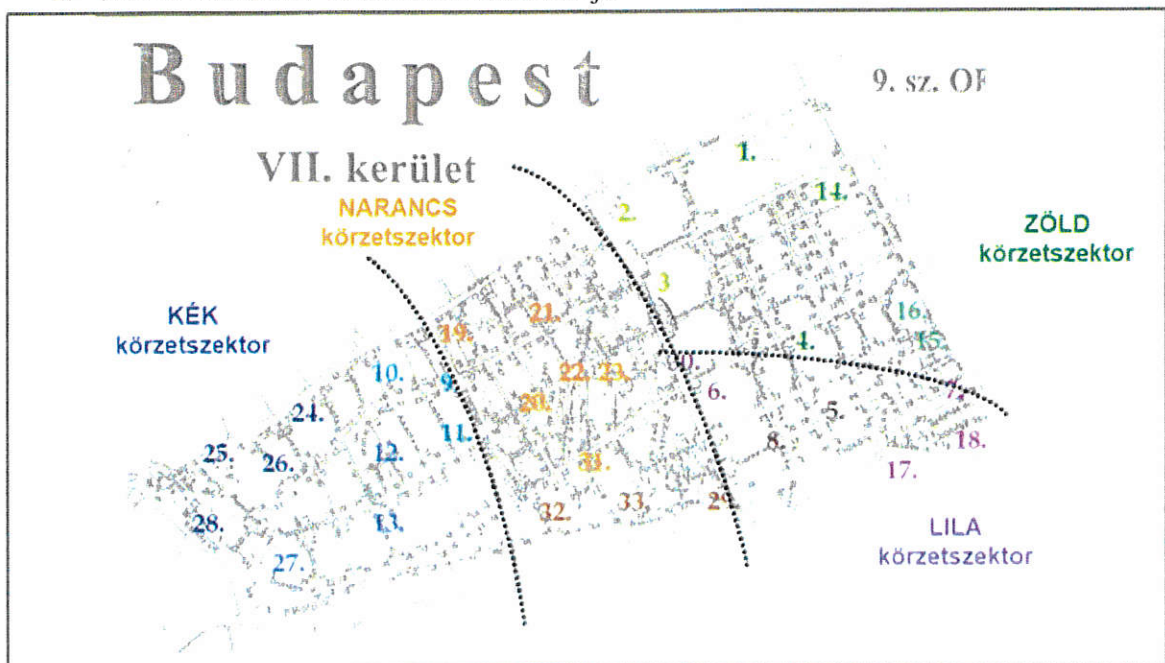 Budapest
9. sz. OF
VII. kerület
1.
14.
NARANCS
körzetszektor
2.
ZÖLD
körzetszektor
3
KÉK
körzetszektor
21.
16.
19.
4.
15.
10.
9.
22.
23.
6.
7.
24.
20.
5.
11.
8.
18.
25.
26.
12.
31.
17.
28.
13.
32.
33.
29.
LILA
körzetszektor
27.